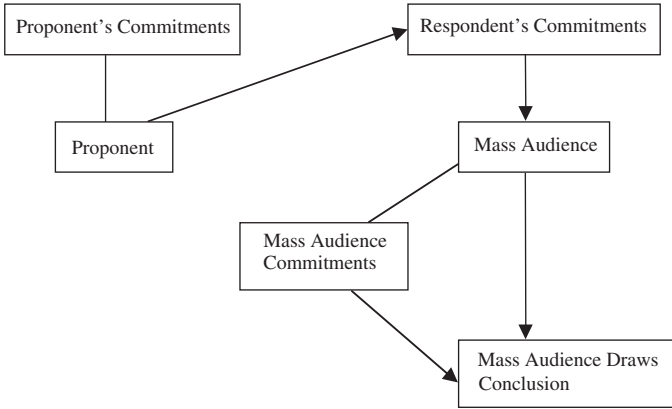 Proponent's Commitments
Respondent's Commitments
Proponent
Mass Audience
Mass Audience
Commitments
Mass Audience Draws
Conclusion